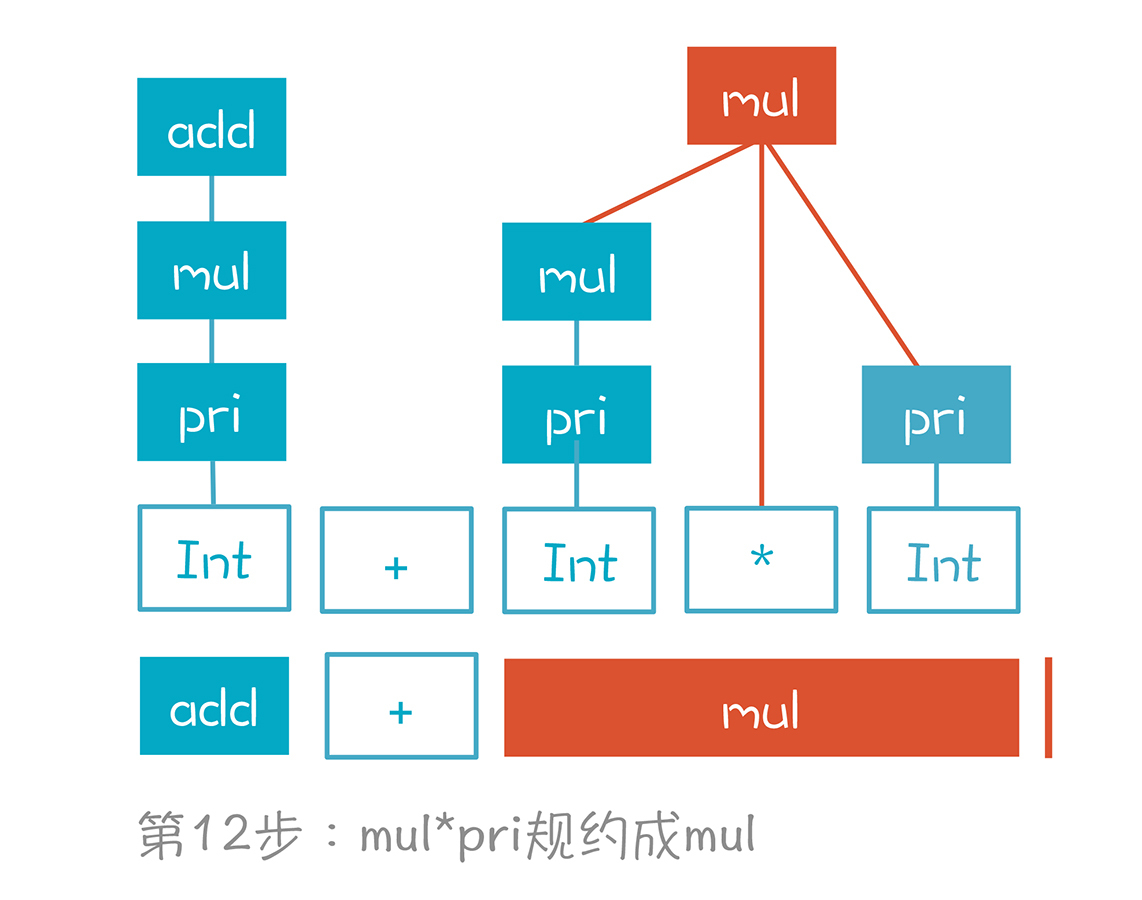 mul
add
mul
mul
pri
pri
pri
Int
+
Int
*
Int
add
+
mul
第12步：mul*pri规约成mul